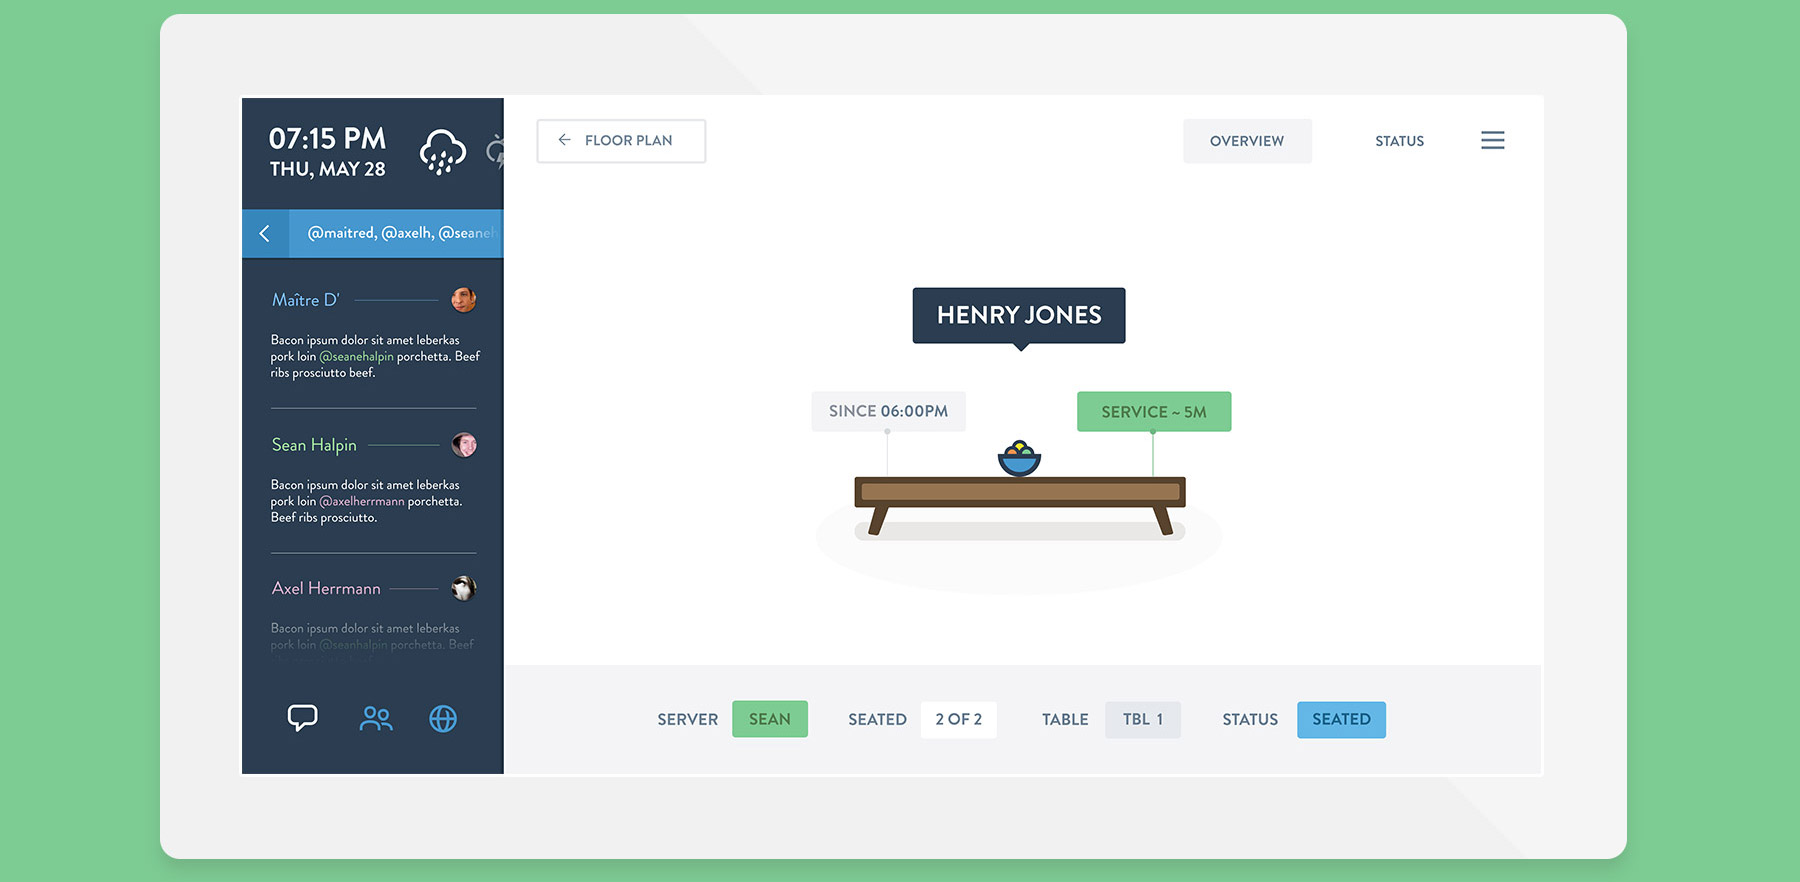 07:15 PM
THU, MAY 28
@maitred, @axelh, @seaneh
Maître D'
Bacon ipsum dolor sit amet leberkas
pork loin @seanehalpin porchetta. Beef
ribs prosciutto beef.
Sean Halpin
Bacon ipsum dolor sit amet leberkas
pork loin @axelherrmann porchetta.
Beef ribs prosciutto.
Axel Herrmann
Bacon ipsum dolor sit amet leberkas
pork loin @seanhalpin porchetta. Beef
FLOOR PLAN
OVERVIEW
STATUS
HENRY JONES
SINCE 06:00PM
SERVICE ~ 5M
SERVER SEAN
SEATED 2 OF 2
TABLE TBL 1
STATUS SEATED